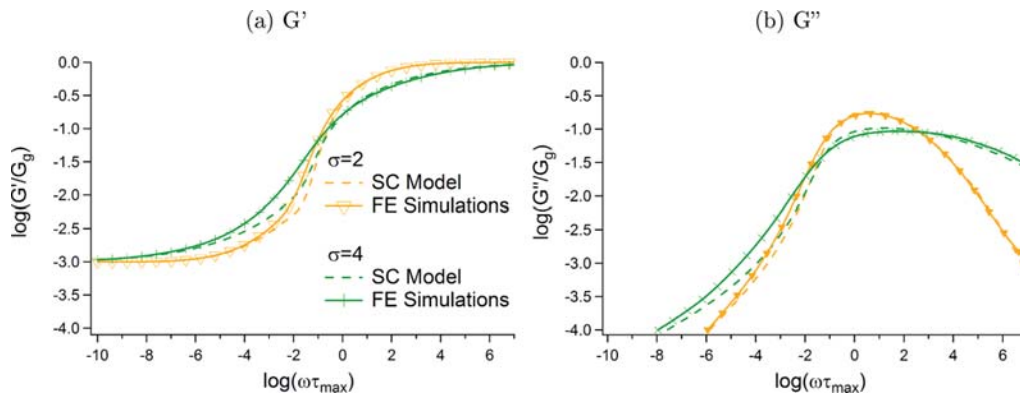 (a) G'
(b) G"
0.0
-0.5
-1.0
-1.5
-2.0
-2.5
-3.0
-3.5
-4.0
log(G'/Gg)
σ=2
SC Model
FE Simulations
σ=4
SC Model
FE Simulations
-10 -8 -6 -4 -2 0 2 4 6
log(ωτmax)
0.0
-0.5
-1.0
-1.5
-2.0
-2.5
-3.0
-3.5
-4.0
log(G"/Gg)
-10 -8 -6 -4 -2 0 2 4 6
log(ωτmax)